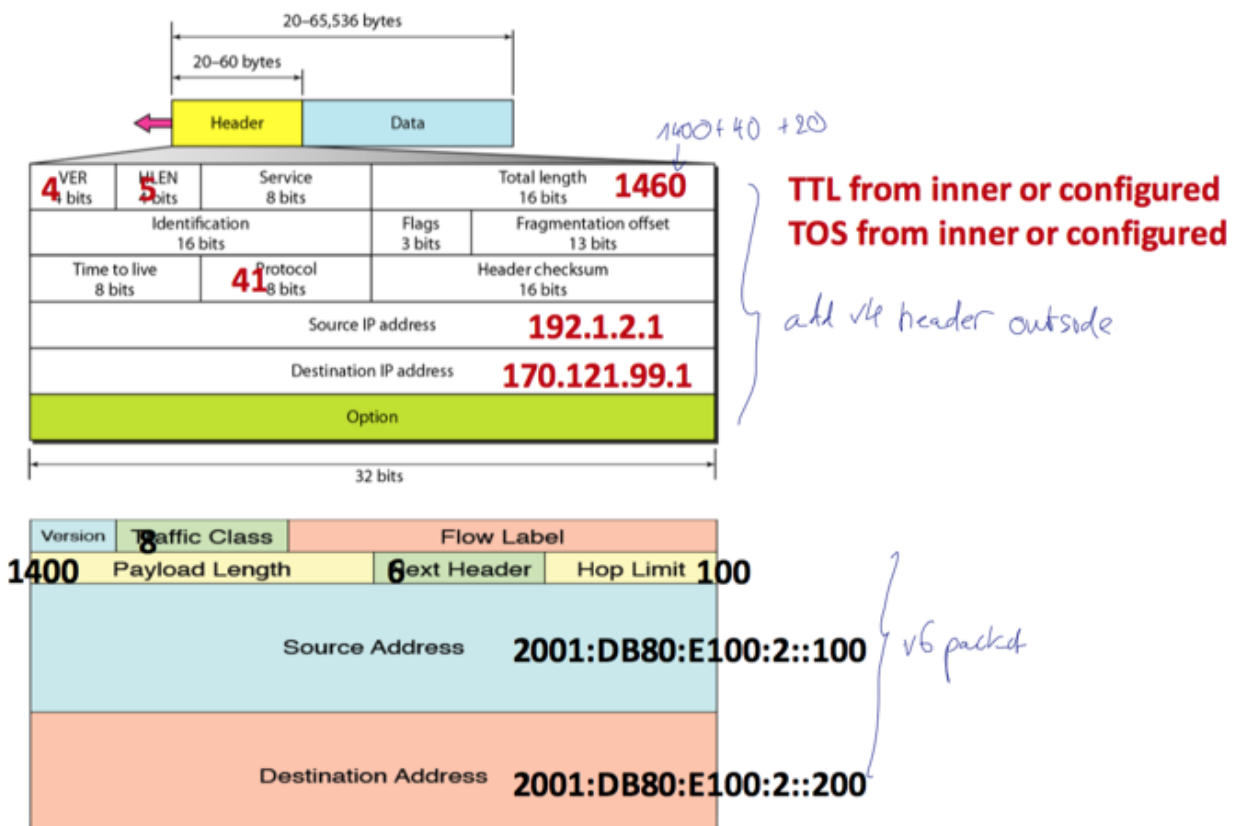 20–65,536 bytes
20–60 bytes
Header Data
1400+40 +20
VER 4 bits 4 HLEN 5 bits Service 8 bits Total length 16 bits 1460
TTL from inner or configured
TOS from inner or configured
Identification 16 bits Flags 3 bits Fragmentation offset 13 bits
Time to live 8 bits 41 Protocol 8 bits Header checksum 16 bits
add v4 header outside
Source IP address 192.1.2.1
Destination IP address 170.121.99.1
Option
32 bits
Version Traffic Class 8 Flow Label
1400 Payload Length 6 Next Header Hop Limit 100
Source Address 2001:DB80:E100:2::100
v6 packet
Destination Address 2001:DB80:E100:2::200